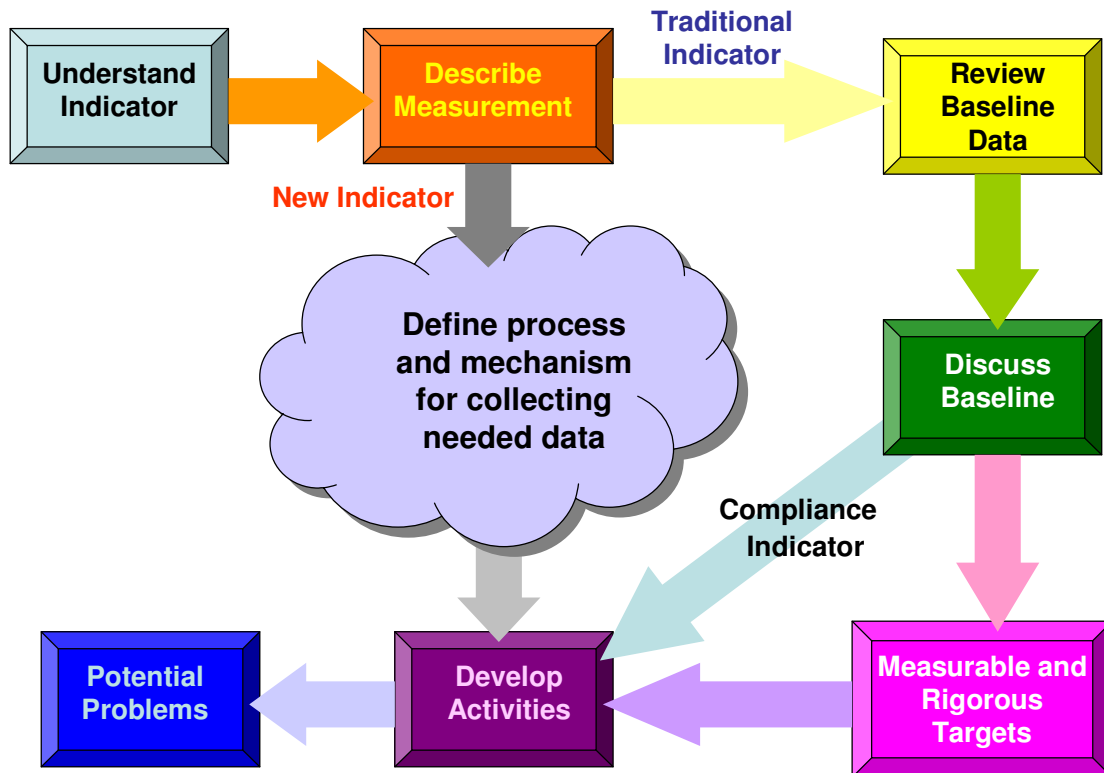 Understand
Indicator
Describe
Measurement
Traditional
Indicator
Review
Baseline
Data
New Indicator
Define process
and mechanism
for collecting
needed data
Discuss
Baseline
Compliance
Indicator
Potential
Problems
Develop
Activities
Measurable and
Rigorous
Targets